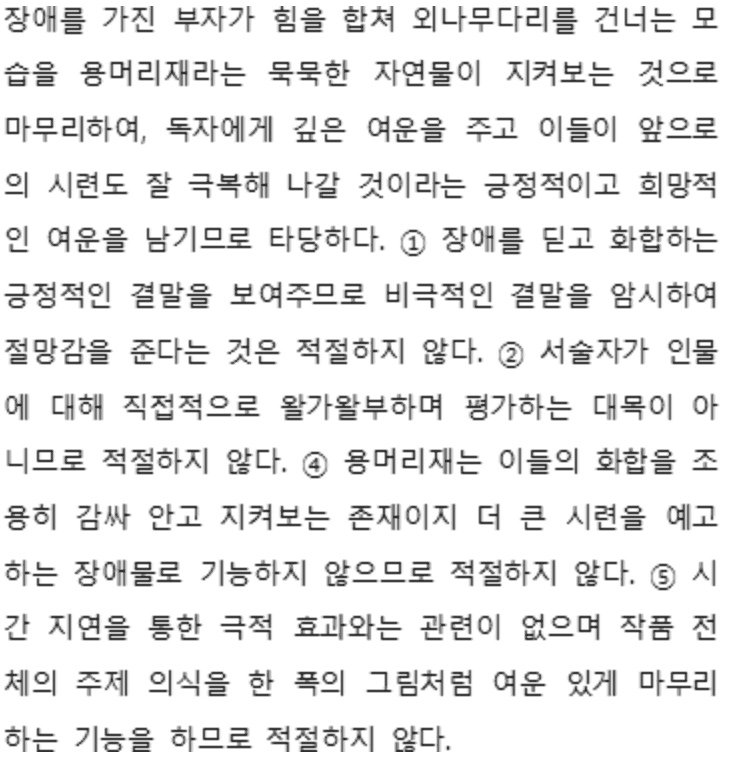 장애를 가진 부자가 힘을 합쳐 외나무다리를 건너는 모
습을 용머리재라는 묵묵한 자연물이 지켜보는 것으로
마무리하여, 독자에게 깊은 여운을 주고 이들이 앞으로
의 시련도 잘 극복해 나갈 것이라는 긍정적이고 희망적
인 여운을 남기므로 타당하다. ① 장애를 딛고 화합하는
긍정적인 결말을 보여주므로 비극적인 결말을 암시하여
절망감을 준다는 것은 적절하지 않다. ② 서술자가 인물
에 대해 직접적으로 왈가왈부하며 평가하는 대목이 아
니므로 적절하지 않다. ④ 용머리재는 이들의 화합을 조
용히 감싸 안고 지켜보는 존재이지 더 큰 시련을 예고
하는 장애물로 기능하지 않으므로 적절하지 않다. ⑤ 시
간 지연을 통한 극적 효과와는 관련이 없으며 작품 전
체의 주제 의식을 한 폭의 그림처럼 여운 있게 마무리
하는 기능을 하므로 적절하지 않다.